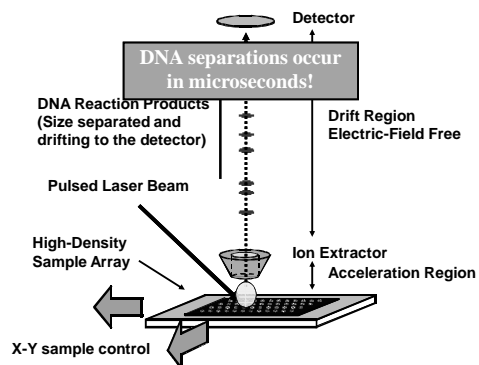 Detector
DNA separations occur
in microseconds!
DNA Reaction Products
(Size separated and
drifting to the detector)
Drift Region
Electric-Field Free
Pulsed Laser Beam
High-Density
Sample Array
Ion Extractor
Acceleration Region
X-Y sample control